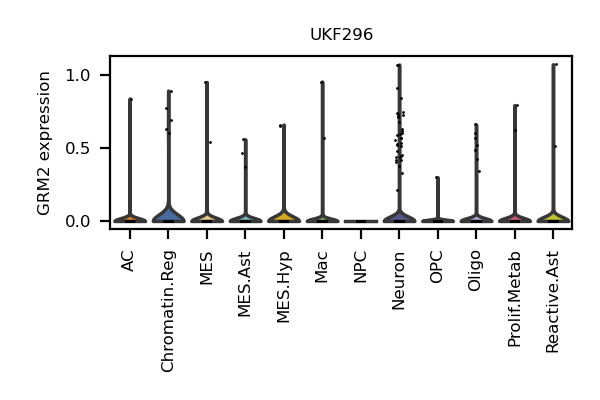 UKF296
GRM2 expression
1.0
0.5
0.0
AC
Chromatin.Reg
MES
MES.Ast
MES.Hyp
Mac
NPC
Neuron
OPC
Oligo
Prolif.Metab
Reactive.Ast